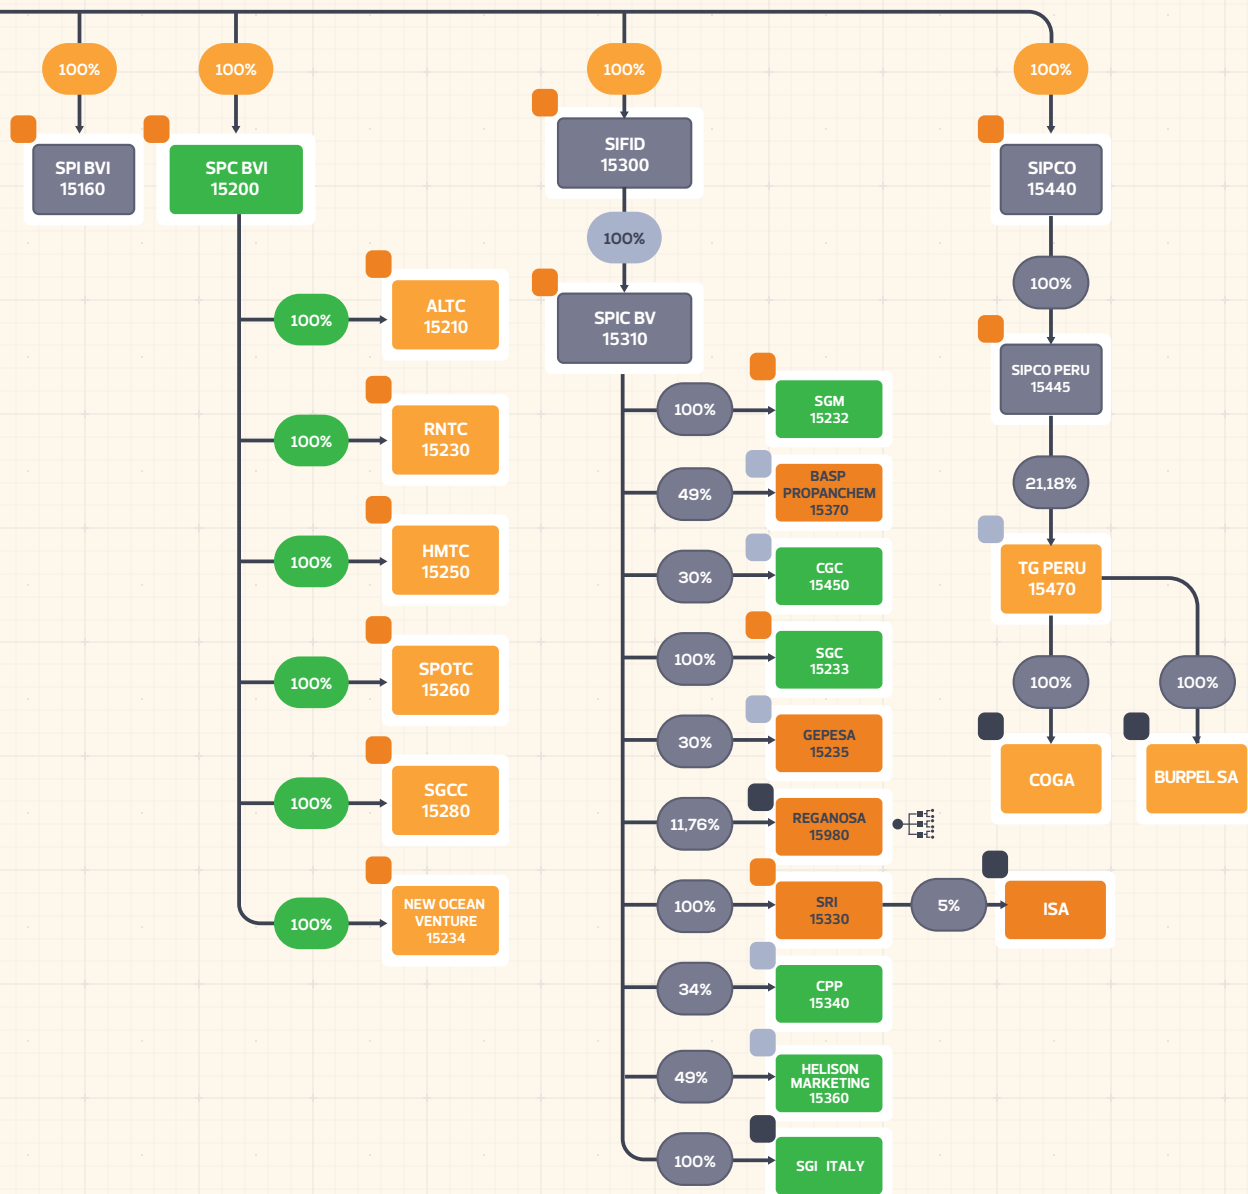 100%
100%
100%
100%
SPI BVI
15160
SPC BVI
15200
SIFID
15300
SIPCO
15440
100%
100%
ALTC
15210
100%
SPIC BV
15310
SIPCO PERU
15445
100%
RNTC
15230
100%
SGM
15232
21,18%
49%
BASP
PROPANCHEM
15370
100%
HMTC
15250
30%
CGC
15450
TG PERU
15470
100%
SPOTC
15260
100%
SGC
15233
100%
100%
30%
GEPESA
15235
COGA
BURPEL SA
100%
SGCC
15280
11,76%
REGANOSA
15980
100%
NEW OCEAN
VENTURE
15234
100%
SRI
15330
5%
ISA
34%
CPP
15340
49%
HELISON
MARKETING
15360
100%
SGI ITALY